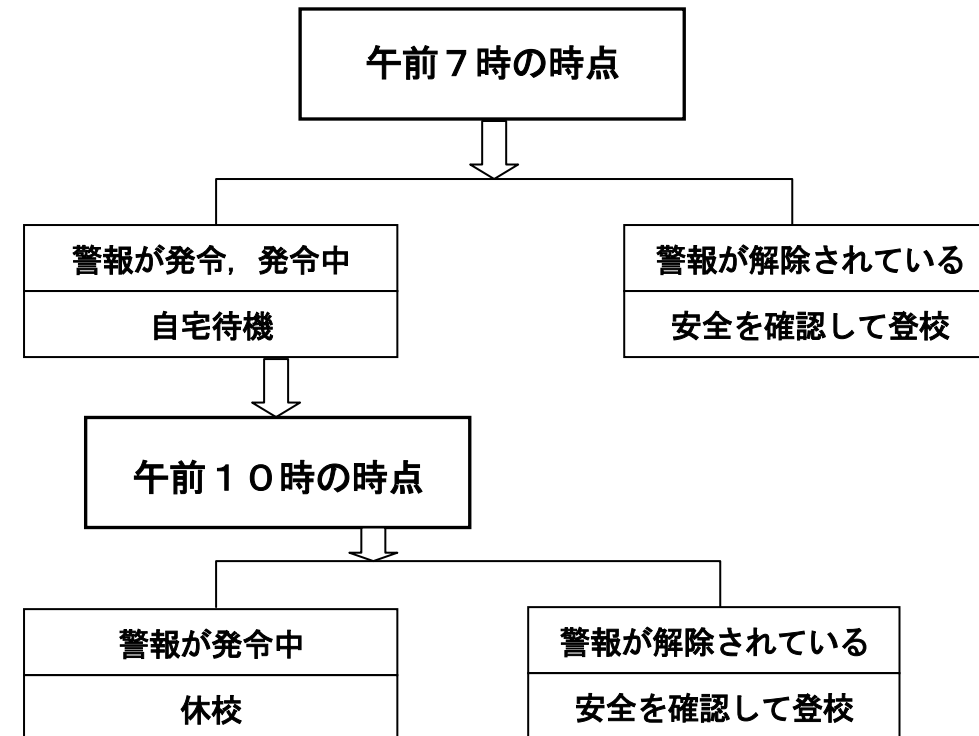 午前７時の時点
警報が発令，発令中
自宅待機
警報が解除されている
安全を確認して登校
午前１０時の時点
警報が発令中
休校
警報が解除されている
安全を確認して登校